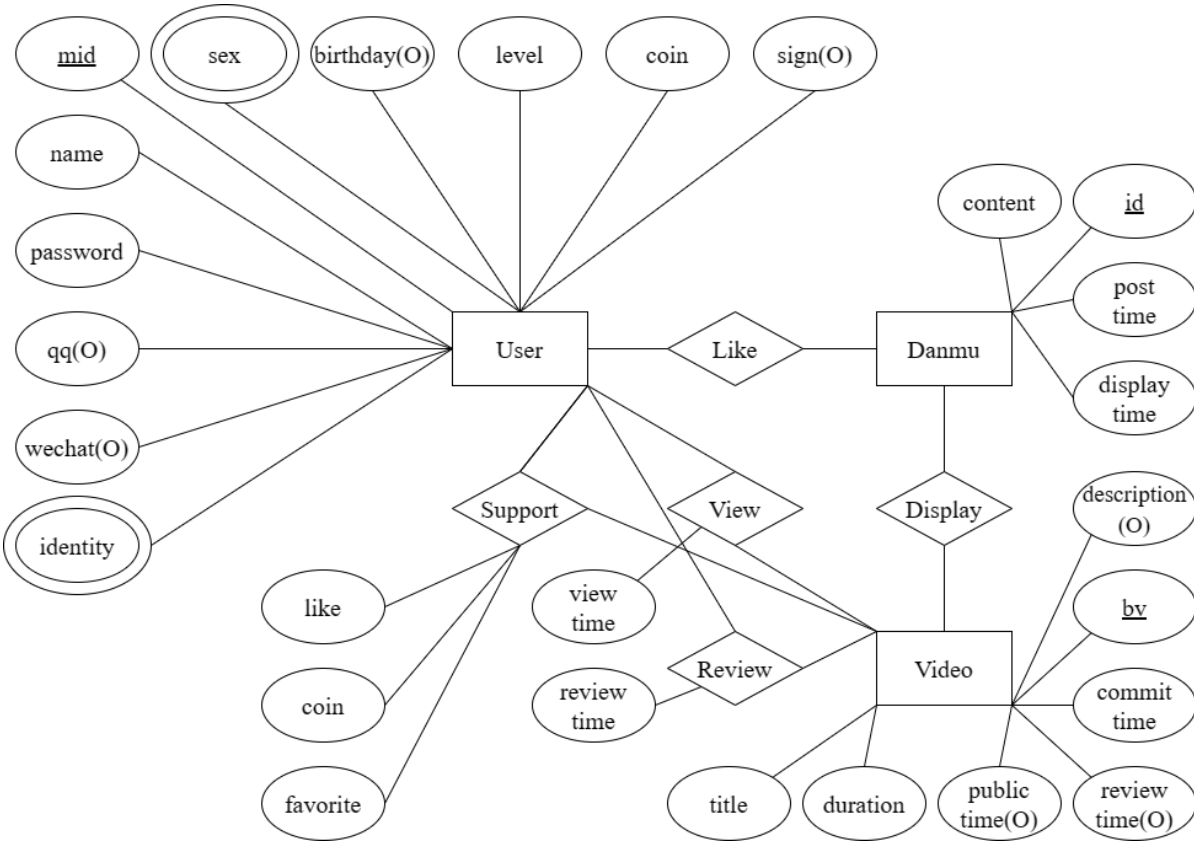 mid
sex
birthday(O)
level
coin
sign(O)
name
password
qq(O)
wechat(O)
identity
User
Like
Danmu
content
id
post
time
display
time
Support
View
Display
description
(O)
like
coin
favorite
view
time
review
time
Review
Video
bv
commit
time
title
duration
public
time(O)
review
time(O)